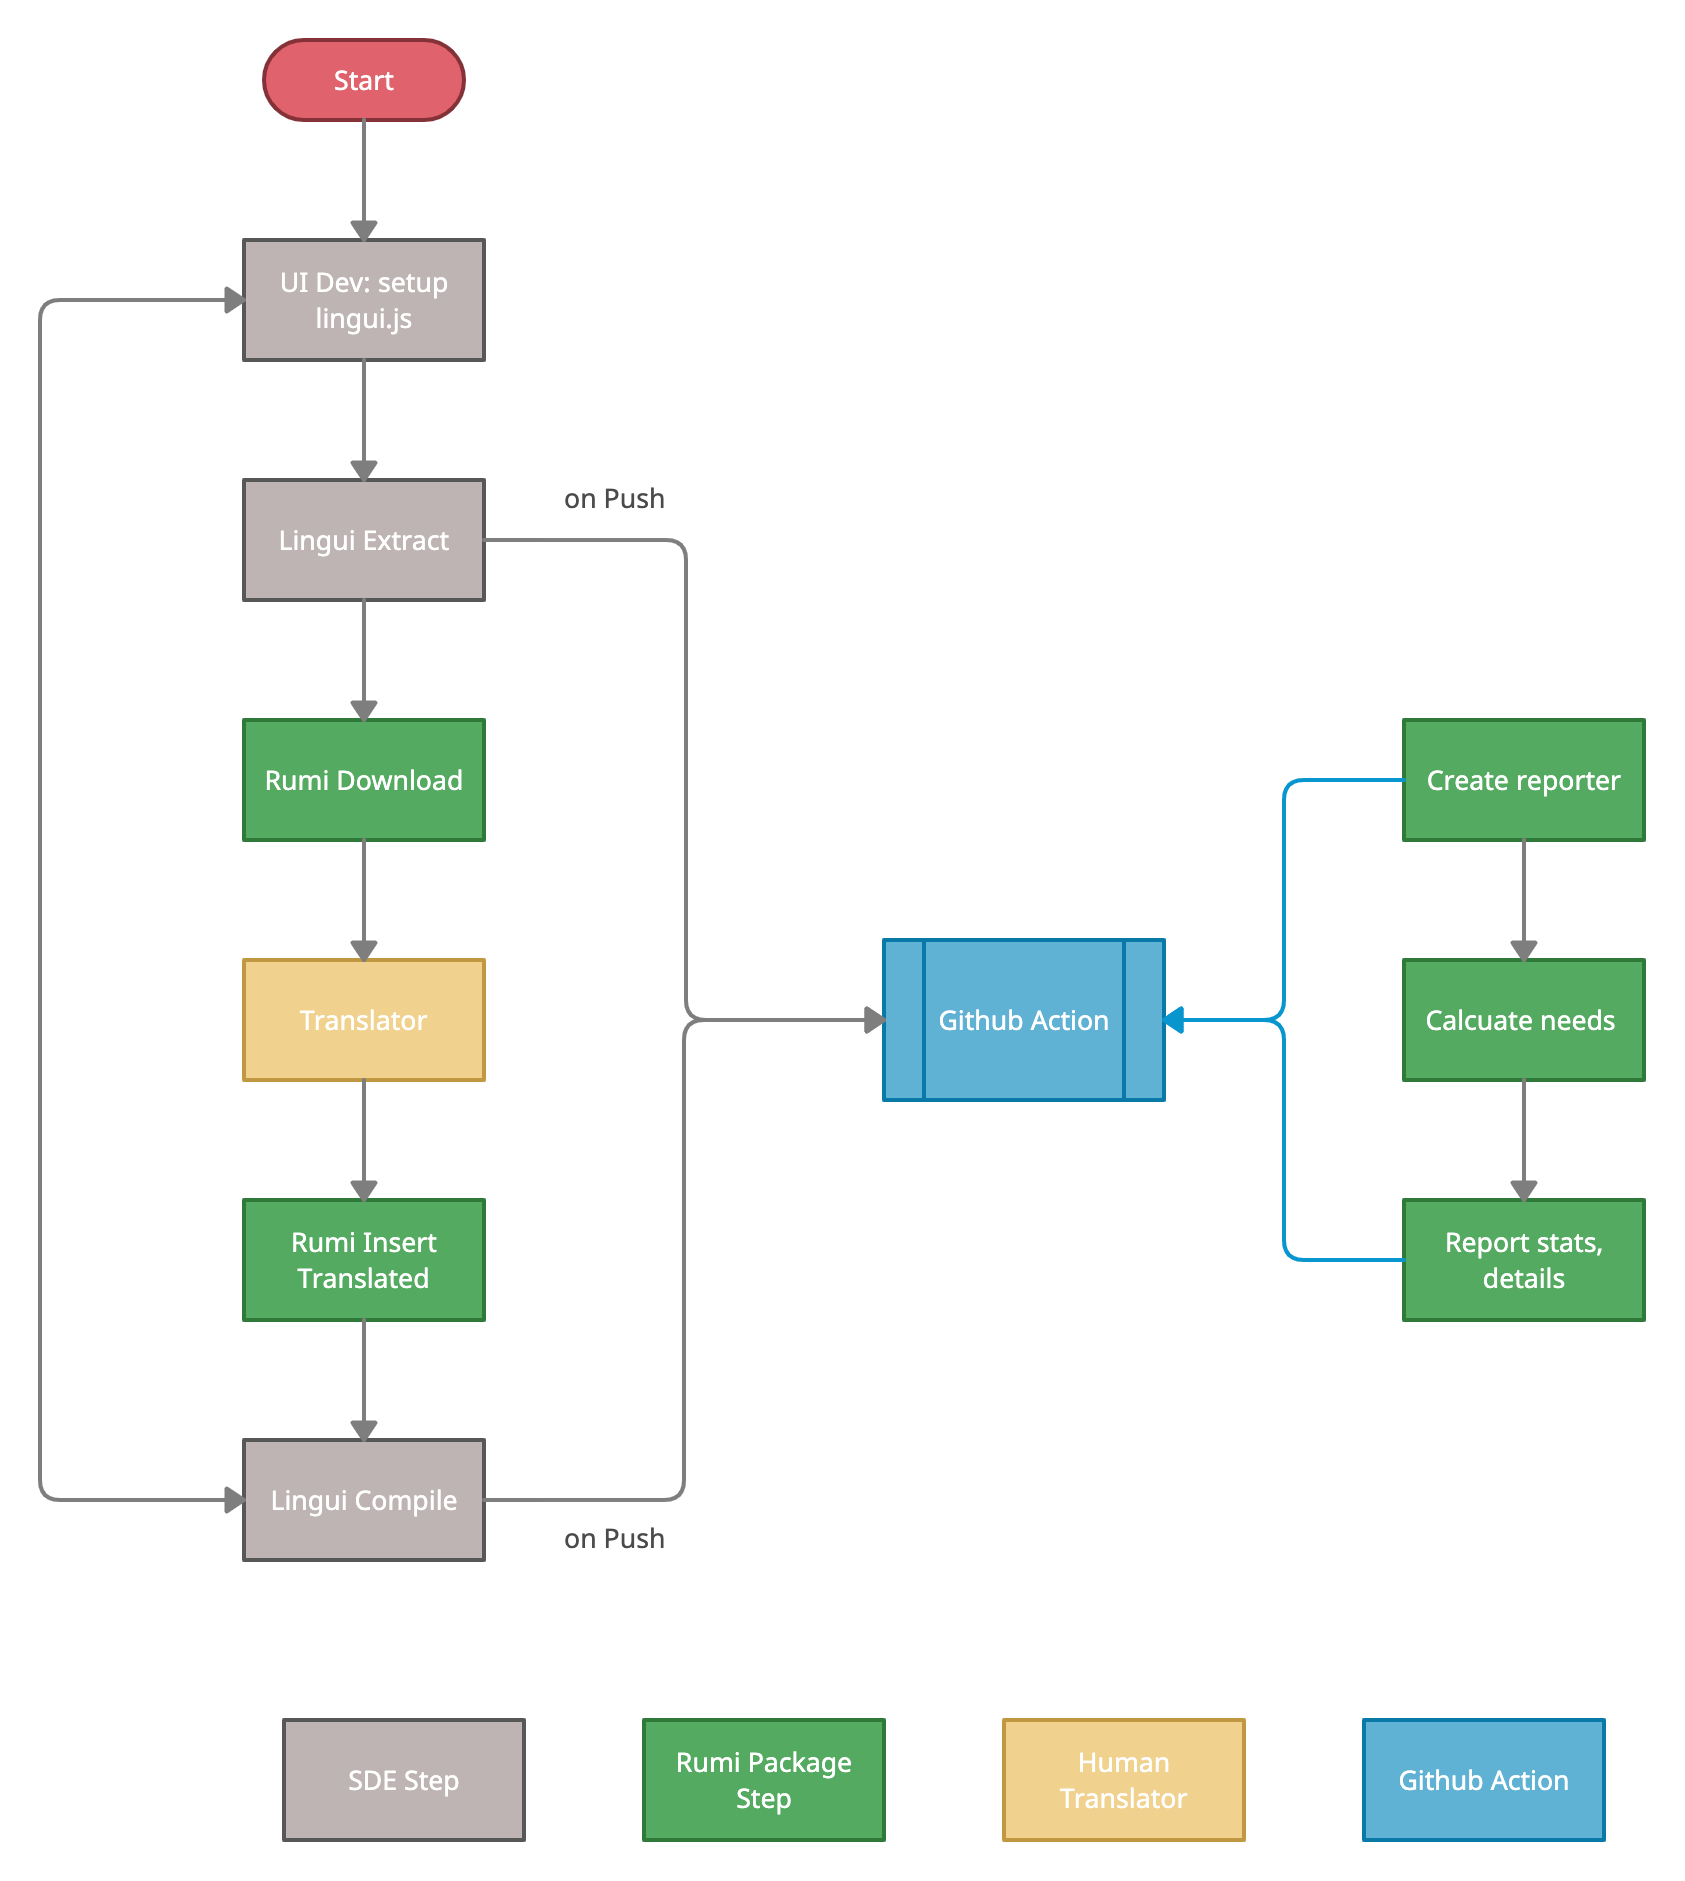 Start
UI Dev: setup
lingui.js
Lingui Extract
on Push
Rumi Download
Translator
Rumi Insert
Translated
Lingui Compile
on Push
Github Action
Create reporter
Calcuate needs
Report stats,
details
SDE Step
Rumi Package
Step
Human
Translator
Github Action